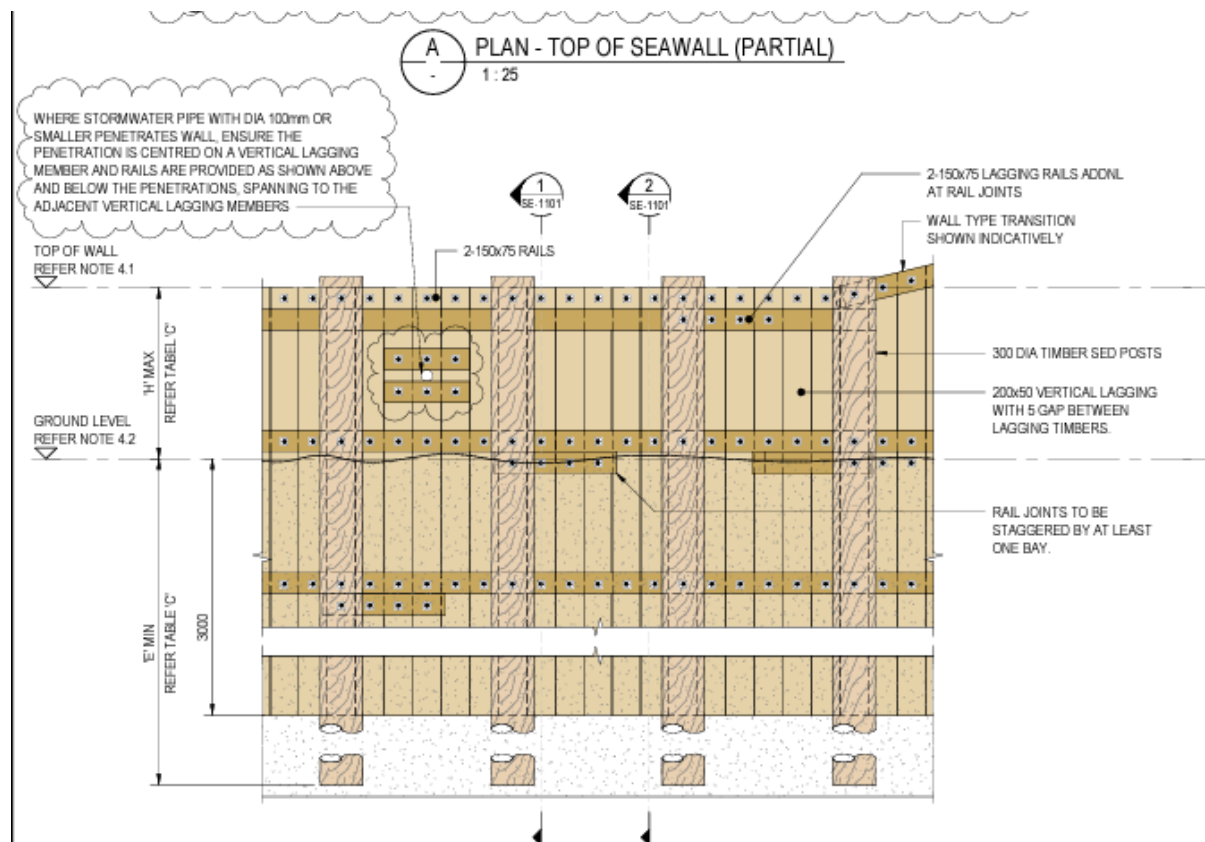 A
-
PLAN - TOP OF SEAWALL (PARTIAL)
1 : 25
WHERE STORMWATER PIPE WITH DIA 100mm OR
SMALLER PENETRATES WALL, ENSURE THE
PENETRATION IS CENTRED ON A VERTICAL LAGGING
MEMBER AND RAILS ARE PROVIDED AS SHOWN ABOVE
AND BELOW THE PENETRATIONS, SPANNING TO THE
ADJACENT VERTICAL LAGGING MEMBERS
1
SE-1101
2
SE-1101
2-150x75 LAGGING RAILS ADDNL
AT RAIL JOINTS
WALL TYPE TRANSITION
SHOWN INDICATIVELY
TOP OF WALL
REFER NOTE 4.1
2-150x75 RAILS
'H' MAX
REFER TABEL 'C'
300 DIA TIMBER SED POSTS
200x50 VERTICAL LAGGING
WITH 5 GAP BETWEEN
LAGGING TIMBERS.
GROUND LEVEL
REFER NOTE 4.2
RAIL JOINTS TO BE
STAGGERED BY AT LEAST
ONE BAY.
'E' MIN
REFER TABLE 'C'
3000